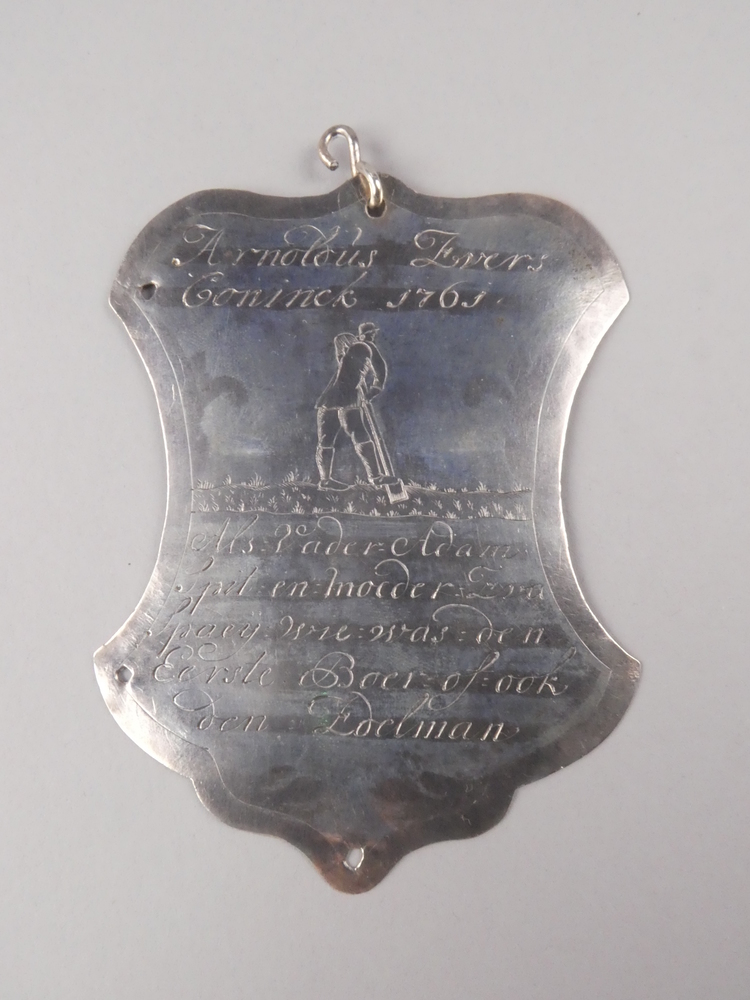 Arnoldus Evers
Coninck 1761.
Als Vader Adam
Spit en moeder Eva
Spaey wie was den
Eerste Boer of ook
den Edelman